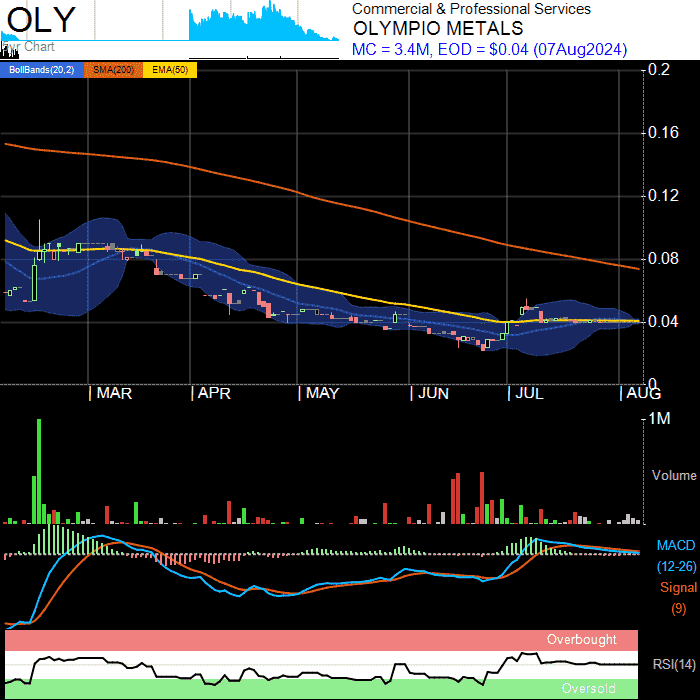 OLY
Commercial & Professional Services
OLYMPIO METALS
MC = 3.4M, EOD = $0.04 (07Aug2024)
Chart
BollBands(20,2) SMA(200) EMA(50)
0.2
0.16
0.12
0.08
0.04
0
MAR APR MAY JUN JUL AUG
1M
Volume
MACD
(12-26)
Signal
(9)
Overbought
RSI(14)
Oversold